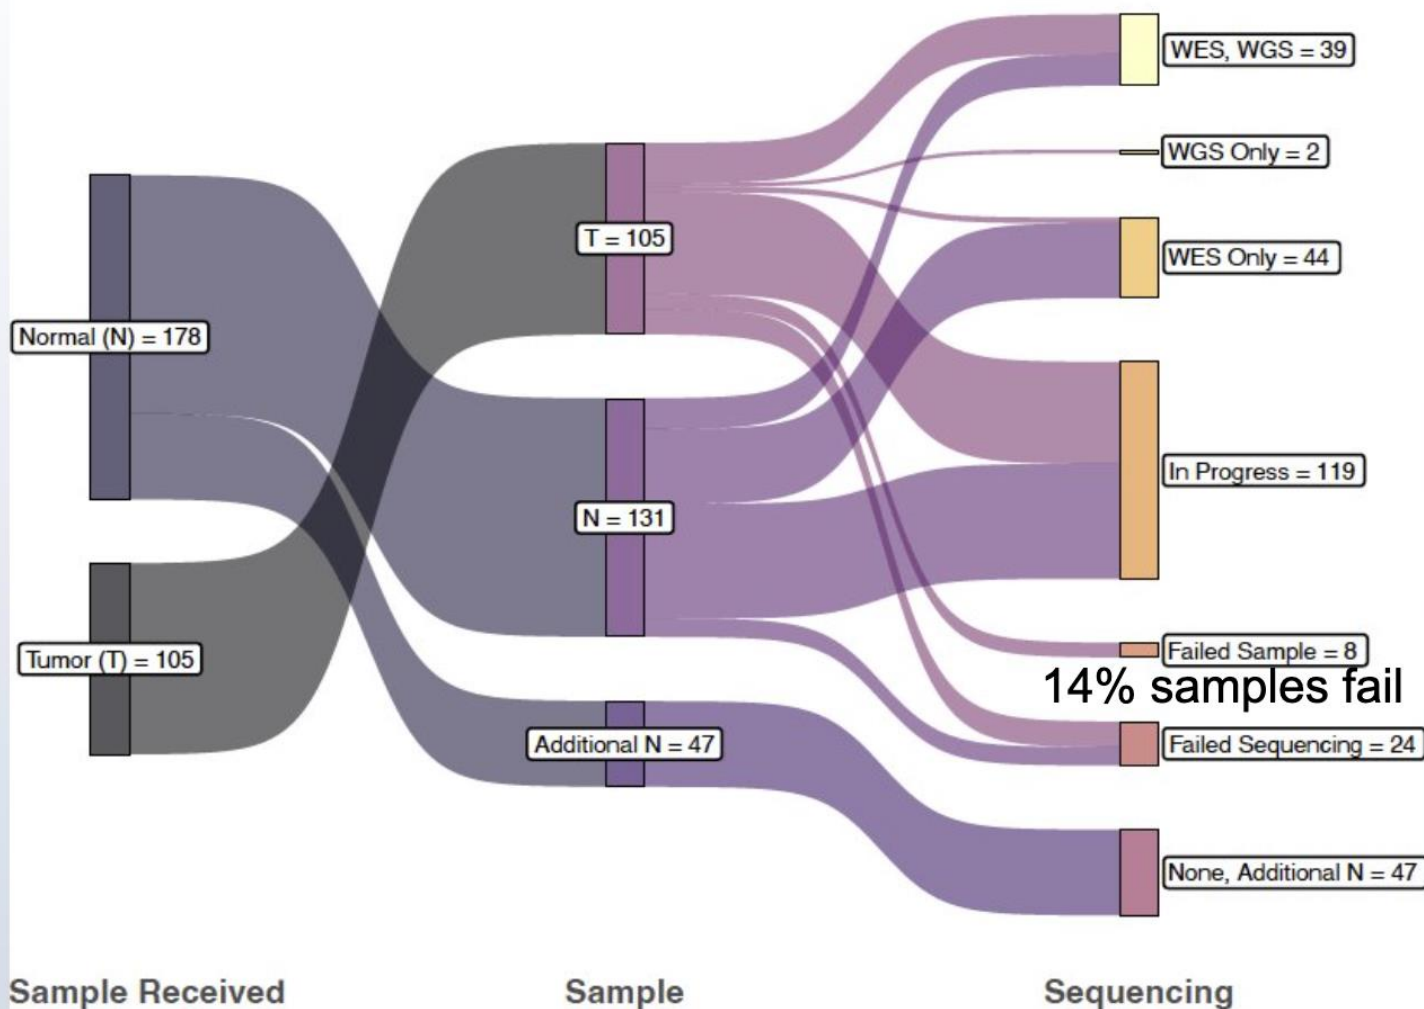 Normal (N) = 178
Tumor (T) = 105
T = 105
N = 131
Additional N = 47
WES, WGS = 39
WGS Only = 2
WES Only = 44
In Progress = 119
Failed Sample = 8
14% samples fail
Failed Sequencing = 24
None, Additional N = 47
Sample Received
Sample
Sequencing